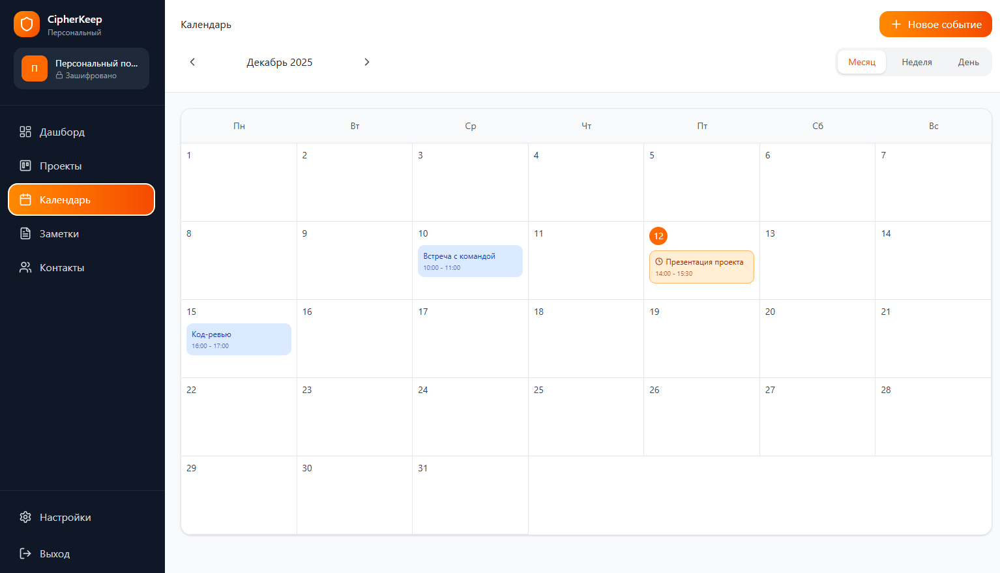 CipherKeep
Персональный
П
Персональный по...
Зашифровано
Дашборд
Проекты
Календарь
Заметки
Контакты
Настройки
Выход
Календарь
Новое событие
Декабрь 2025
Месяц Неделя День
Пн Вт Ср Чт Пт Сб Вс
1 2 3 4 5 6 7
8 9 10 11 12 13 14
Встреча с командой
10:00 - 11:00
Презентация проекта
14:00 - 15:30
15 16 17 18 19 20 21
Код-ревью
16:00 - 17:00
22 23 24 25 26 27 28
29 30 31